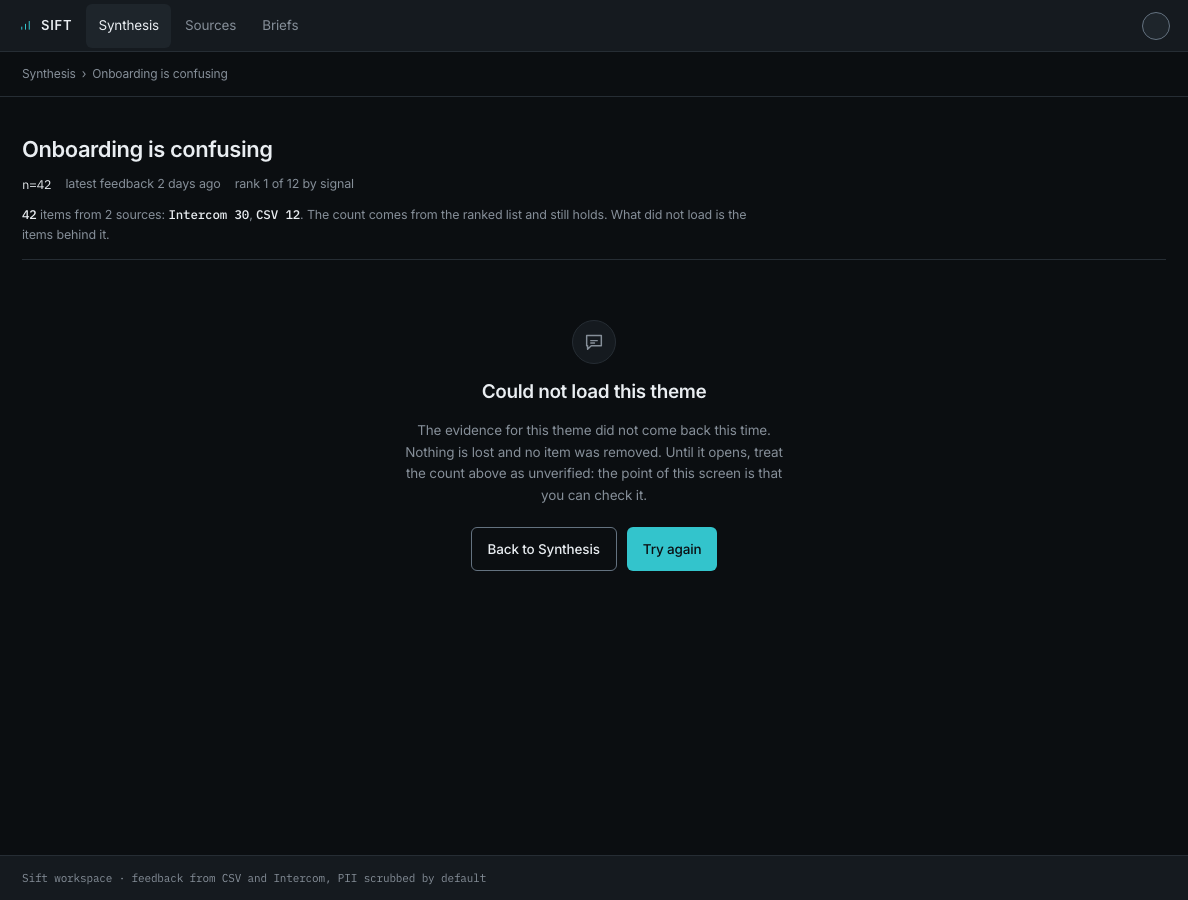 SIFT Synthesis Sources Briefs
Synthesis › Onboarding is confusing
Onboarding is confusing
n=42 latest feedback 2 days ago rank 1 of 12 by signal
42 items from 2 sources: Intercom 30, CSV 12. The count comes from the ranked list and still holds. What did not load is the
items behind it.
Could not load this theme
The evidence for this theme did not come back this time.
Nothing is lost and no item was removed. Until it opens, treat
the count above as unverified: the point of this screen is that
you can check it.
Back to Synthesis Try again
Sift workspace · feedback from CSV and Intercom, PII scrubbed by default